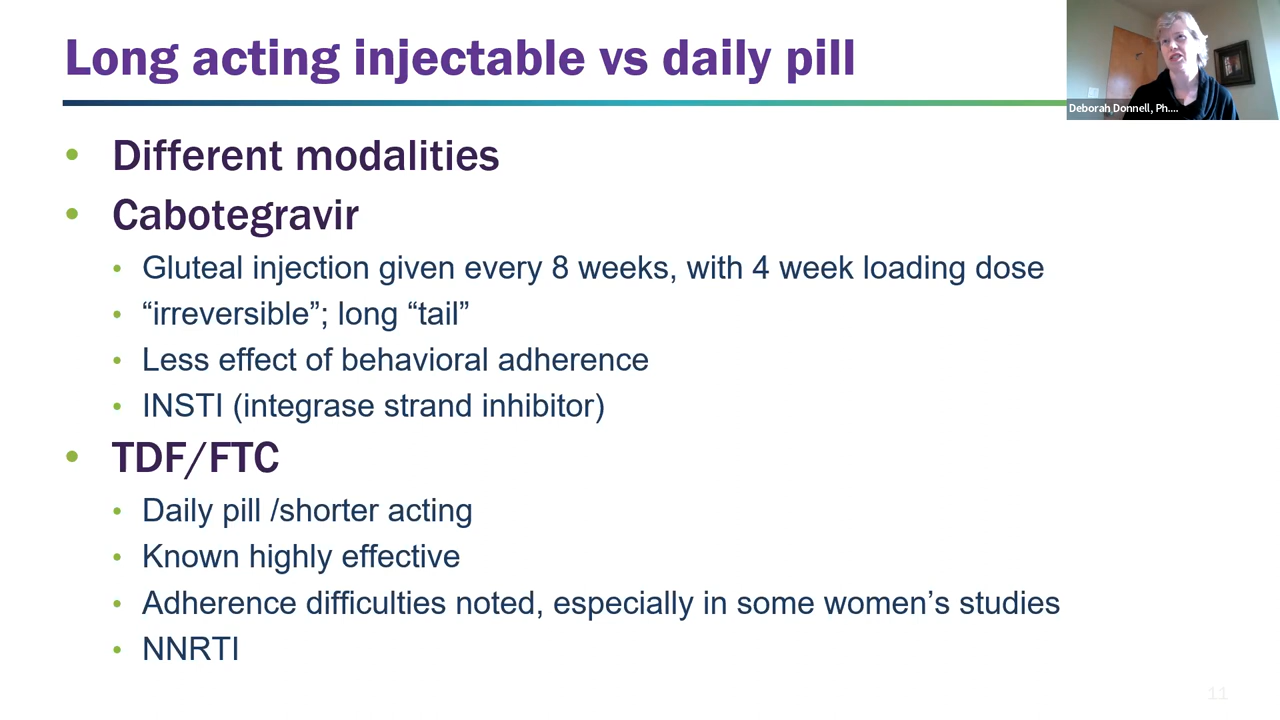 Long acting injectable vs daily pill
Deborah Donnell, Ph....
• Different modalities
• Cabotegravir
• Gluteal injection given every 8 weeks, with 4 week loading dose
• “irreversible”; long “tail”
• Less effect of behavioral adherence
• INSTI (integrase strand inhibitor)
• TDF/FTC
• Daily pill /shorter acting
• Known highly effective
• Adherence difficulties noted, especially in some women’s studies
• NNRTI
11